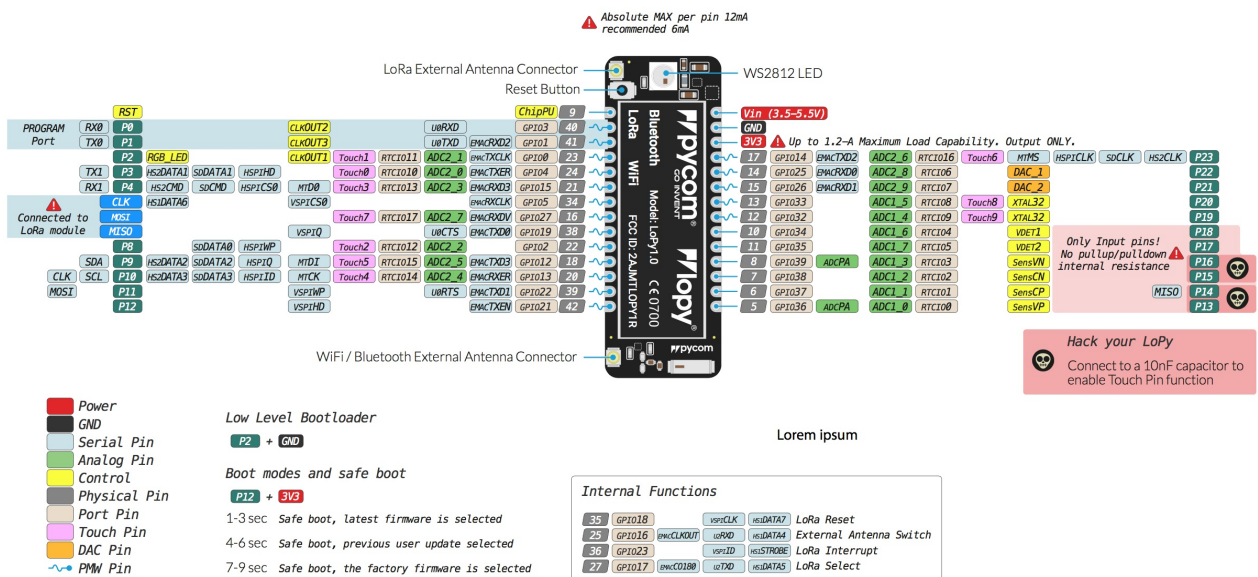 Absolute MAX per pin 12mA
recommended 6mA
LoRa External Antenna Connector
WS2812 LED
Reset Button
RST ChipPU 9
PROGRAM Port
RX0 P0 CLKOUT2 U0RXD GPIO3 40
TX0 P1 CLKOUT3 U0TXD EMACRXD2 GPIO1 41
P2 RGB_LED CLKOUT1 Touch1 RTCIO11 ADC2_1 EMACTXCLK GPIO0 23
TX1 P3 HS2DATA1 SDDATA1 HSPIHD Touch0 RTCIO10 ADC2_0 EMACTXER GPIO4 24
RX1 P4 HS2CMD SDCMD HSPICS0 MTDO Touch3 RTCIO13 ADC2_3 EMACRXD3 GPIO15 21
Connected to
LoRa module
CLK HS1DATA6 VSPICS0 EMACRXCLK GPIO5 34
MOSI Touch7 RTCIO17 ADC2_7 EMACRXDV GPIO27 16
MISO VSPIQ U0CTS EMACTXD0 GPIO19 38
P8 SDDATA0 HSPIWP Touch2 RTCIO12 ADC2_2 GPIO2 22
SDA P9 HS2DATA2 SDDATA2 HSPIQ MTDI Touch5 RTCIO15 ADC2_5 EMACTXD3 GPIO12 18
CLK SCL P10 HS2DATA3 SDDATA3 HSPIID MTCK Touch4 RTCIO14 ADC2_4 EMACRXER GPIO13 20
MOSI P11 VSPIWP U0RTS EMACTXD1 GPIO22 39
P12 VSPIHD EMACTXEN GPIO21 42
LoRa WiFi FCC ID: 2AJMTLOPY1R
Bluetooth Model: LoPy1.0 CE0700
pycom
GO INVENT
lopy
pycom
Vin (3.5–5.5V)
GND
3V3 Up to 1.2–A Maximum Load Capability. Output ONLY.
17 GPIO14 EMACTXD2 ADC2_6 RTCIO16 Touch6 MTMS HSPICLK SDCLK HS2CLK P23
14 GPIO25 EMACRXD0 ADC2_8 RTCIO6 DAC_1 P22
15 GPIO26 EMACRXD1 ADC2_9 RTCIO7 DAC_2 P21
13 GPIO33 ADC1_5 RTCIO8 Touch8 XTAL32 P20
12 GPIO32 ADC1_4 RTCIO9 Touch9 XTAL32 P19
10 GPIO34 ADC1_6 RTCIO4 VDET1 P18
11 GPIO35 ADC1_7 RTCIO5 VDET2 P17
8 GPIO39 ADCPA ADC1_3 RTCIO3 SensVN P16
7 GPIO38 ADC1_2 RTCIO2 SensCN P15
6 GPIO37 ADC1_1 RTCIO1 SensCP MISO P14
5 GPIO36 ADCPA ADC1_0 RTCIO0 SensVP P13
Only Input pins!
No pullup/pulldown
internal resistance
WiFi / Bluetooth External Antenna Connector
Hack your LoPy
Connect to a 10nF capacitor to
enable Touch Pin function
Power
GND
Serial Pin
Analog Pin
Control
Physical Pin
Port Pin
Touch Pin
DAC Pin
PMW Pin
Low Level Bootloader
P2 + GND
Boot modes and safe boot
P12 + 3V3
1-3 sec Safe boot, latest firmware is selected
4-6 sec Safe boot, previous user update selected
7-9 sec Safe boot, the factory firmware is selected
Lorem ipsum
Internal Functions
35 GPIO18 VSPICLK HS1DATA7 LoRa Reset
25 GPIO16 EMACCLKOUT U2RXD HS1DATA4 External Antenna Switch
36 GPIO23 VSPIID HS1STROBE LoRa Interrupt
27 GPIO17 EMACCO180 U2TXD HS1DATA5 LoRa Select